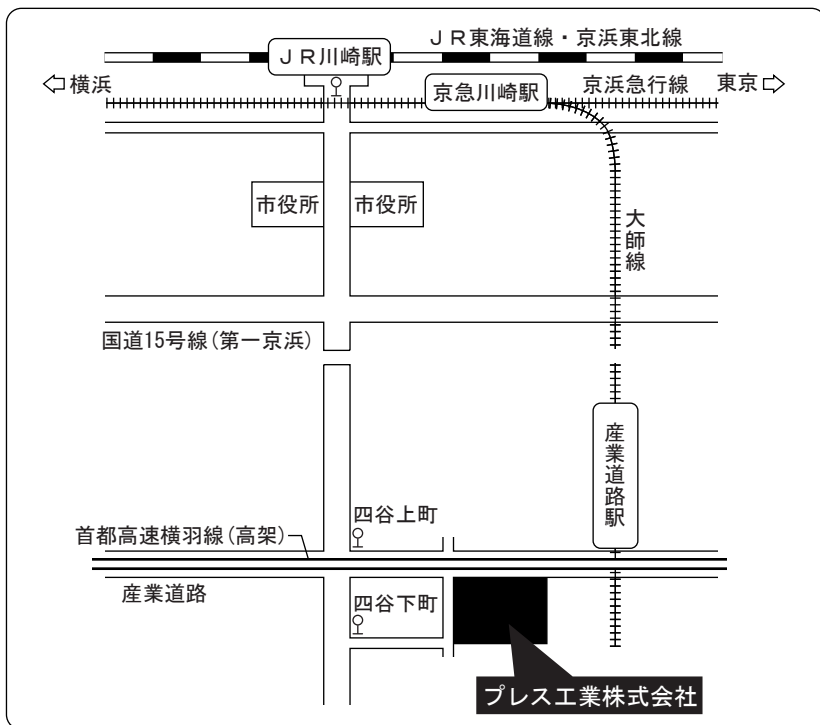 ＪＲ東海道線・京浜東北線
ＪＲ川崎駅
横浜
京急川崎駅
京浜急行線
東京
市役所
市役所
大師線
国道15号線(第一京浜)
産業道路駅
四谷上町
首都高速横羽線(高架)
産業道路
四谷下町
プレス工業株式会社